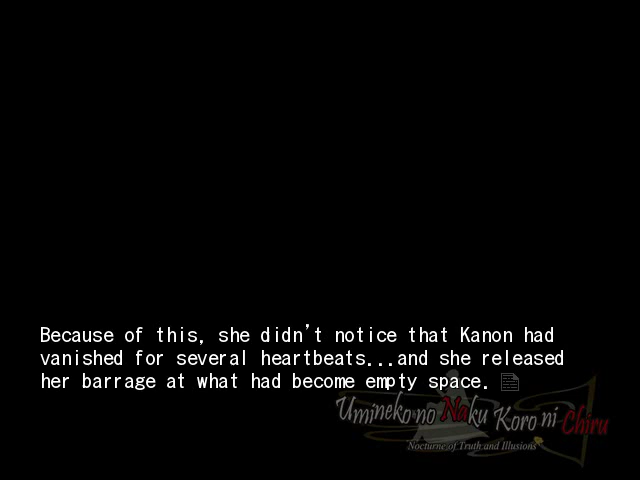 Because of this, she didn't notice that Kanon had
vanished for several heartbeats...and she released
her barrage at what had become empty space.
Umineko no Naku Koro ni Chiru
Nocturne of Truth and Illusions